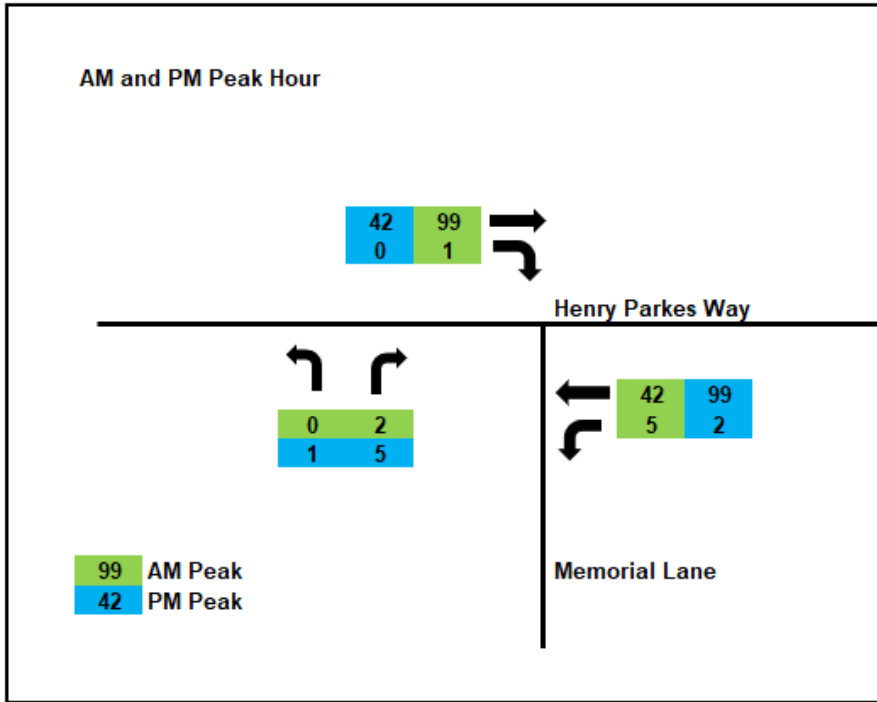 AM and PM Peak Hour
42 99
0 1
Henry Parkes Way
42 99
5 2
0 2
1 5
99 AM Peak
42 PM Peak
Memorial Lane